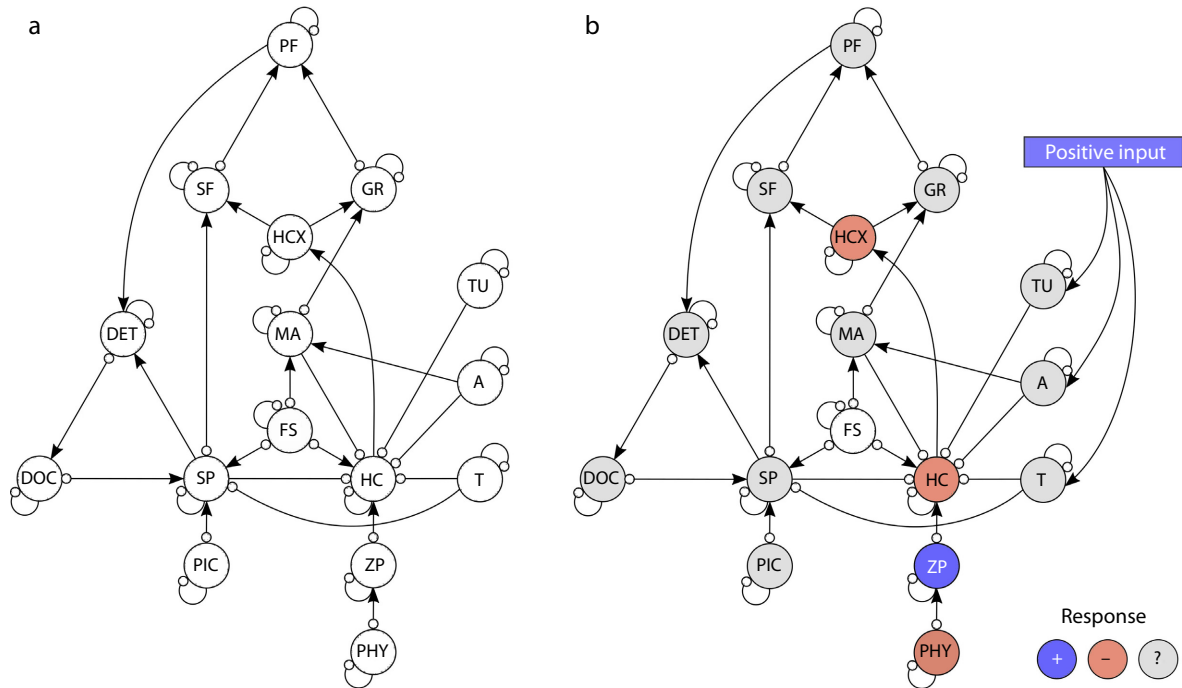 a
PF
SF
GR
HCX
TU
DET
MA
A
FS
DOC
SP
HC
T
PIC
ZP
PHY
b
PF
Positive input
SF
GR
HCX
TU
DET
MA
A
FS
DOC
SP
HC
T
PIC
ZP
PHY
Response
+ − ?